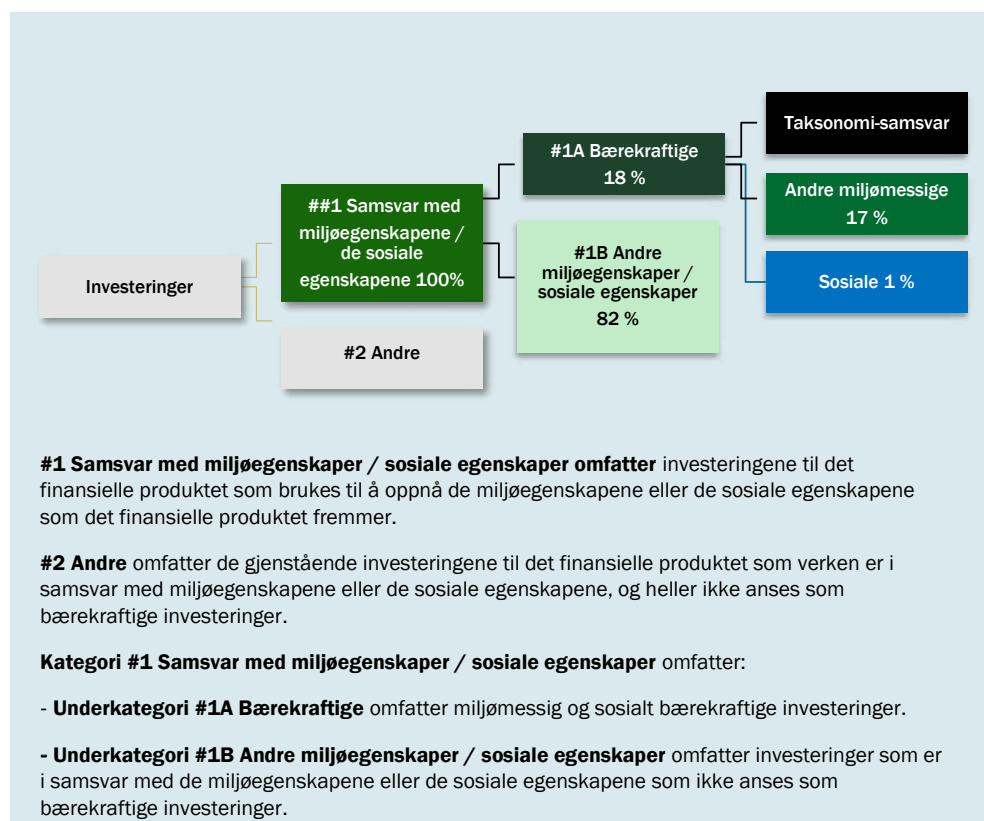 Investeringer
##1 Samsvar med
miljøegenskapene /
de sosiale
egenskapene 100%
#2 Andre
#1A Bærekraftige
18 %
#1B Andre
miljøegenskaper /
sosiale egenskaper
82 %
Taksonomi-samsvar
Andre miljømessige
17 %
Sosiale 1 %
#1 Samsvar med miljøegenskaper / sosiale egenskaper omfatter investeringene til det
finansielle produktet som brukes til å oppnå de miljøegenskapene eller de sosiale egenskapene
som det finansielle produktet fremmer.
#2 Andre omfatter de gjenstående investeringene til det finansielle produktet som verken er i
samsvar med miljøegenskapene eller de sosiale egenskapene, og heller ikke anses som
bærekraftige investeringer.
Kategori #1 Samsvar med miljøegenskaper / sosiale egenskaper omfatter:
- Underkategori #1A Bærekraftige omfatter miljømessig og sosialt bærekraftige investeringer.
- Underkategori #1B Andre miljøegenskaper / sosiale egenskaper omfatter investeringer som er
i samsvar med de miljøegenskapene eller de sosiale egenskapene som ikke anses som
bærekraftige investeringer.